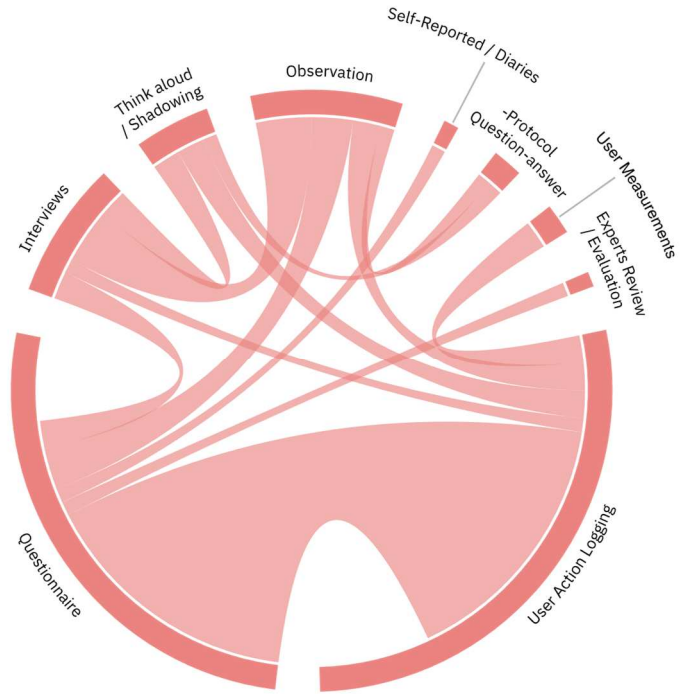 Self-Reported / Diaries
Observation
Think aloud
/ Shadowing
-Protocol
Question-answer
User Measurements
Interviews
Experts Review
/ Evaluation
Questionnaire
User Action Logging